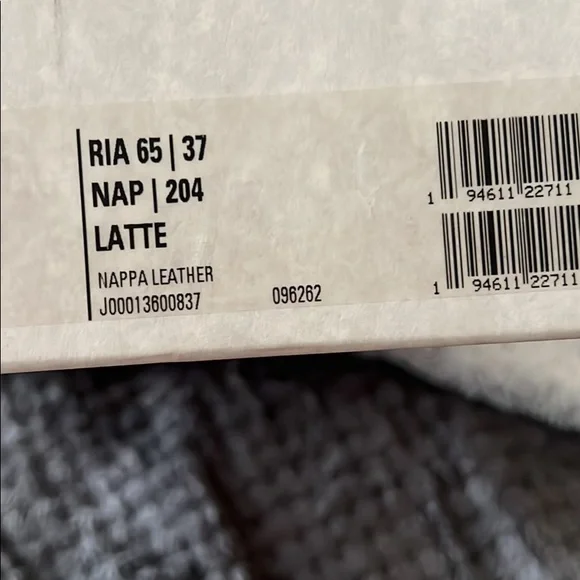 RIA 65 | 37
NAP | 204
LATTE
NAPPA LEATHER
J00013600837 096262
1 94611 22711
1 94611 22711